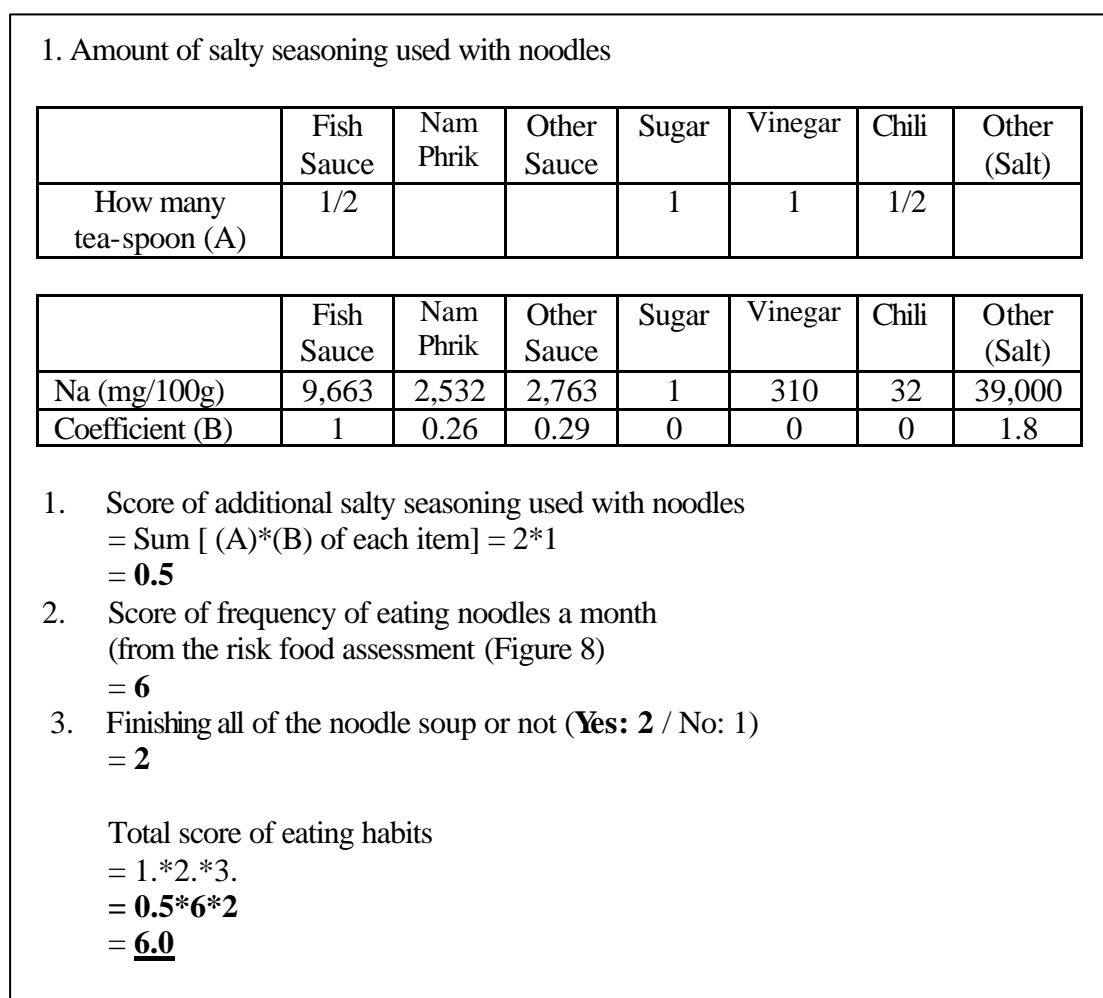 1. Amount of salty seasoning used with noodles
Fish Sauce Nam Phrik Other Sauce Sugar Vinegar Chili Other (Salt)
How many tea-spoon (A) 1/2 1 1 1/2
Fish Sauce Nam Phrik Other Sauce Sugar Vinegar Chili Other (Salt)
Na (mg/100g) 9,663 2,532 2,763 1 310 32 39,000
Coefficient (B) 1 0.26 0.29 0 0 0 1.8
1. Score of additional salty seasoning used with noodles
= Sum [ (A)*(B) of each item] = 2*1
= 0.5
2. Score of frequency of eating noodles a month
(from the risk food assessment (Figure 8)
= 6
3. Finishing all of the noodle soup or not (Yes: 2 / No: 1)
= 2
Total score of eating habits
= 1.*2.*3.
= 0.5*6*2
= 6.0